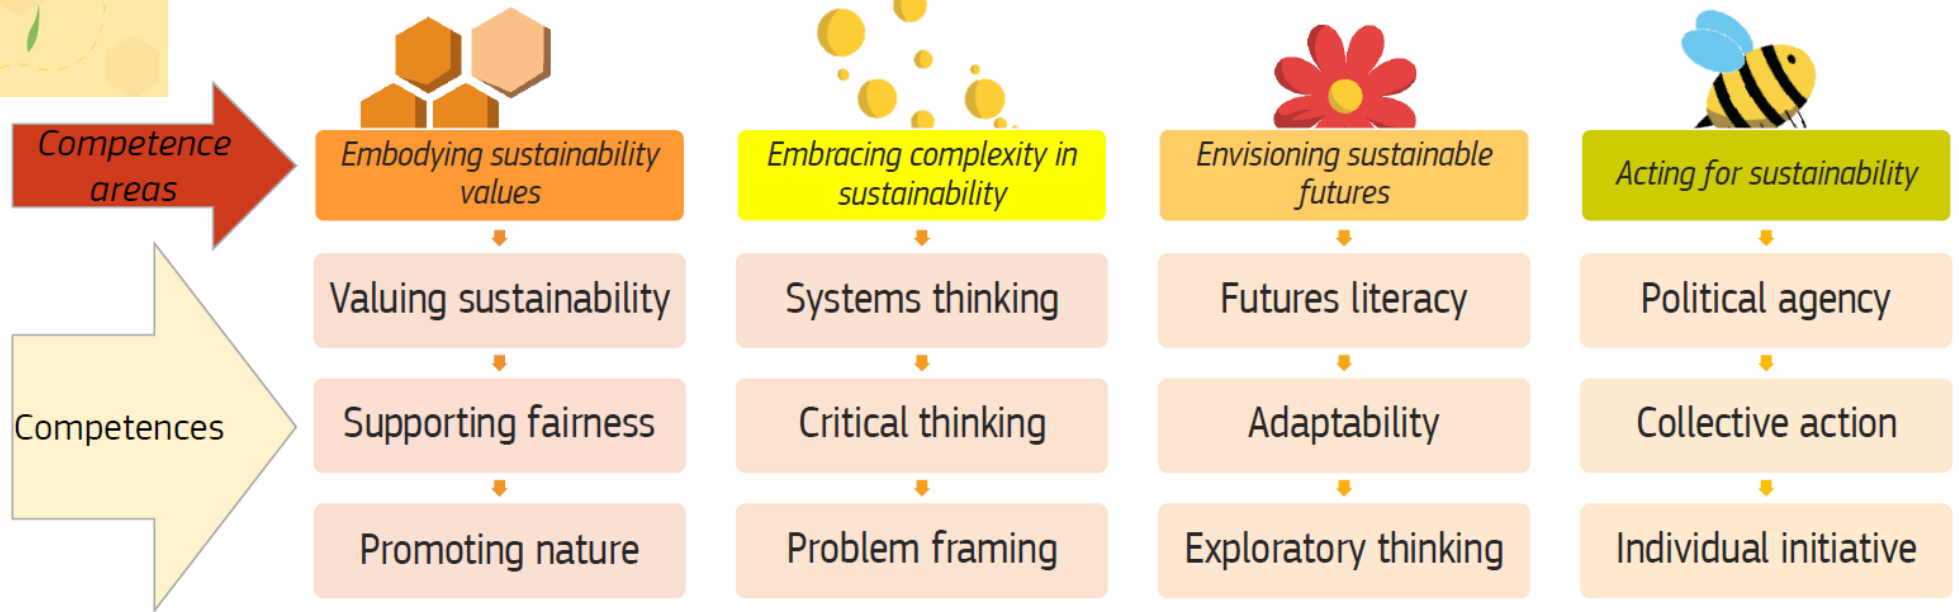 Competence
areas
Embodying sustainability
values
Embracing complexity in
sustainability
Envisioning sustainable
futures
Acting for sustainability
Competences
Valuing sustainability
Systems thinking
Futures literacy
Political agency
Supporting fairness
Critical thinking
Adaptability
Collective action
Promoting nature
Problem framing
Exploratory thinking
Individual initiative